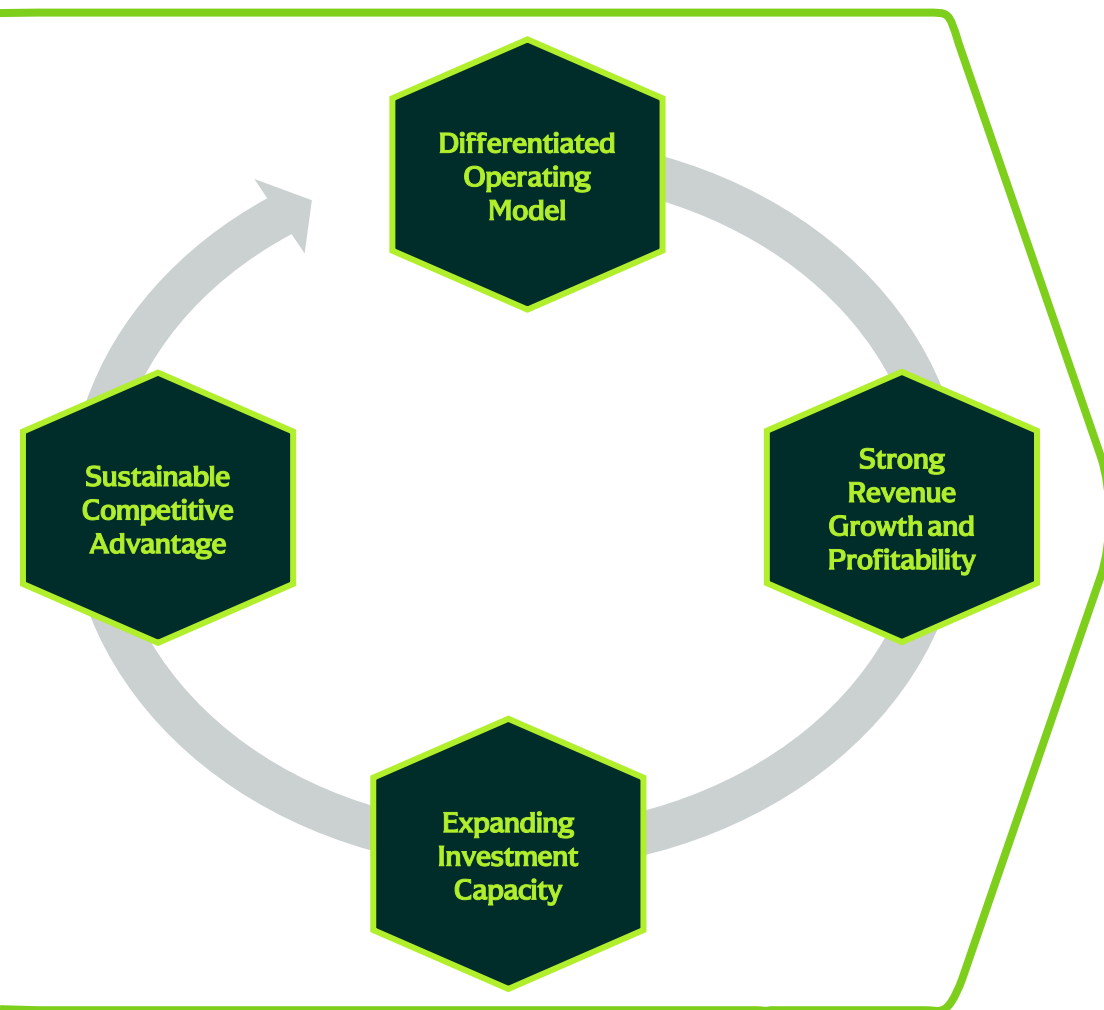 Differentiated
Operating
Model
Strong
Revenue
Growth and
Profitability
Expanding
Investment
Capacity
Sustainable
Competitive
Advantage